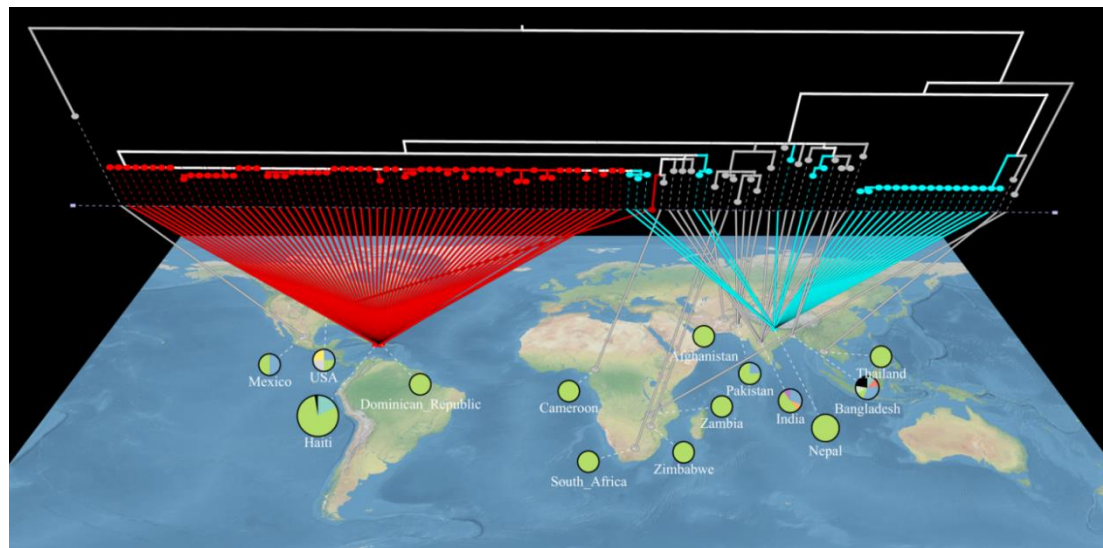 Afghanistan
Thailand
Mexico
USA
Pakistan
Dominican_Republic
Cameroon
Zambia
India
Bangladesh
Haiti
Nepal
Zimbabwe
South_Africa